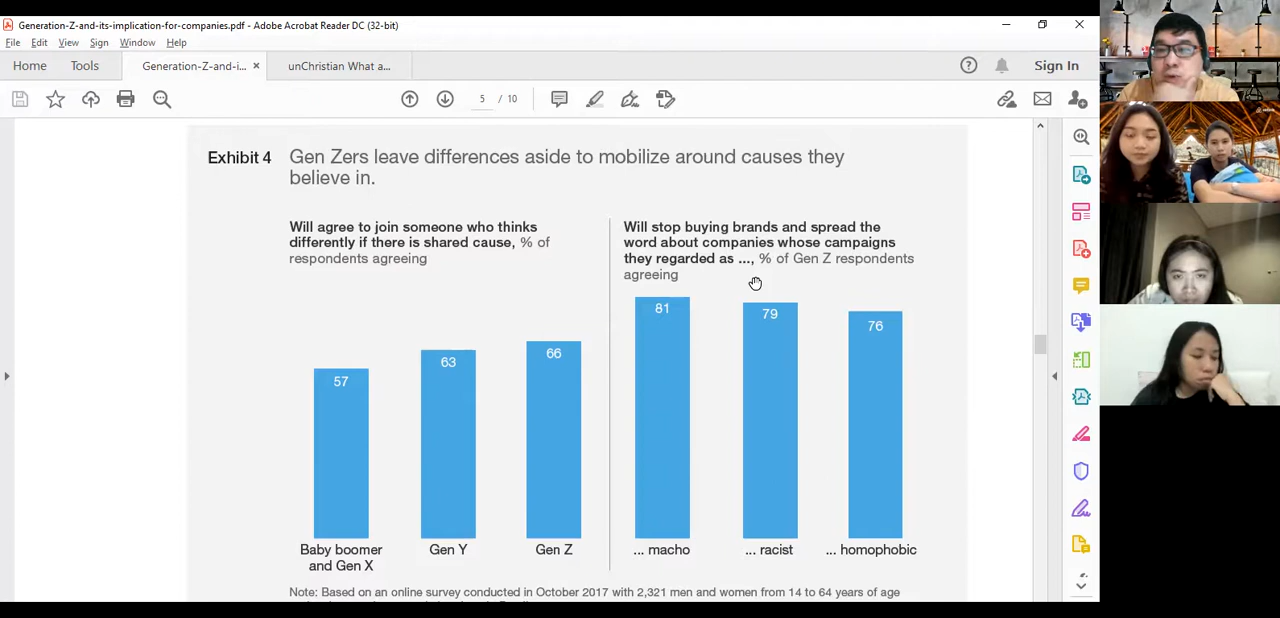 Generation-Z-and-its-implication-for-companies.pdf - Adobe Acrobat Reader DC (32-bit)
File Edit View Sign Window Help
Home Tools Generation-Z-and-i... × unChristian What a... Sign In
5 / 10
Exhibit 4 Gen Zers leave differences aside to mobilize around causes they
believe in.
Will agree to join someone who thinks
differently if there is shared cause, % of
respondents agreeing
57
63
66
Baby boomer
and Gen X
Gen Y
Gen Z
Will stop buying brands and spread the
word about companies whose campaigns
they regarded as ..., % of Gen Z respondents
agreeing
81
79
76
... macho
... racist
... homophobic
Note: Based on an online survey conducted in October 2017 with 2,321 men and women from 14 to 64 years of age